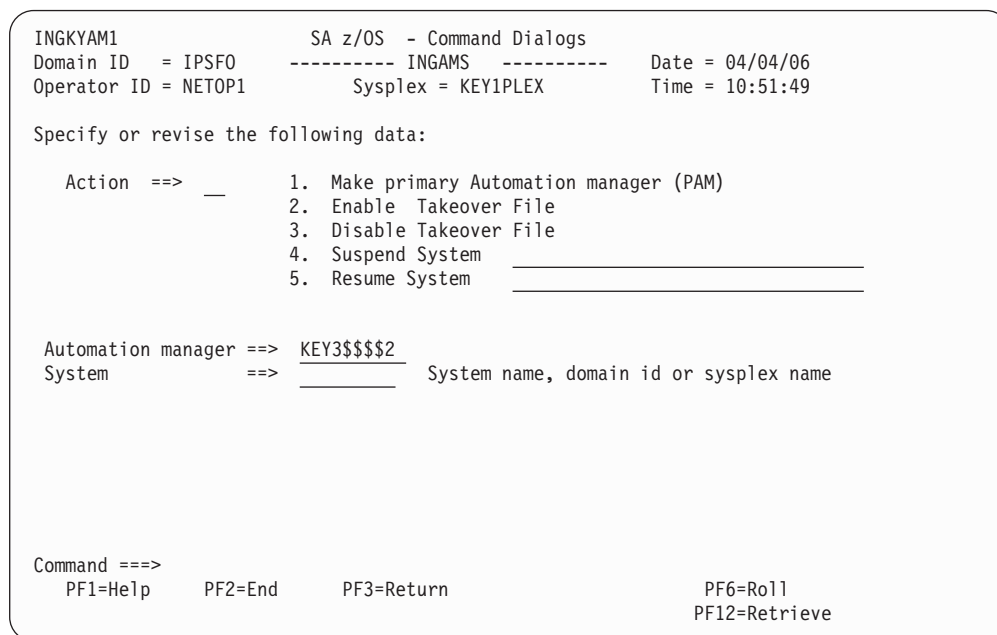 INGKYAM1 SA z/OS - Command Dialogs
Domain ID = IPSFO ---------- INGAMS ---------- Date = 04/04/06
Operator ID = NETOP1 Sysplex = KEY1PLEX Time = 10:51:49
Specify or revise the following data:
Action ==> __ 1. Make primary Automation manager (PAM)
2. Enable Takeover File
3. Disable Takeover File
4. Suspend System
5. Resume System
Automation manager ==> KEY3$$$$2
System ==> System name, domain id or sysplex name
Command ===>
PF1=Help PF2=End PF3=Return PF6=Roll
PF12=Retrieve